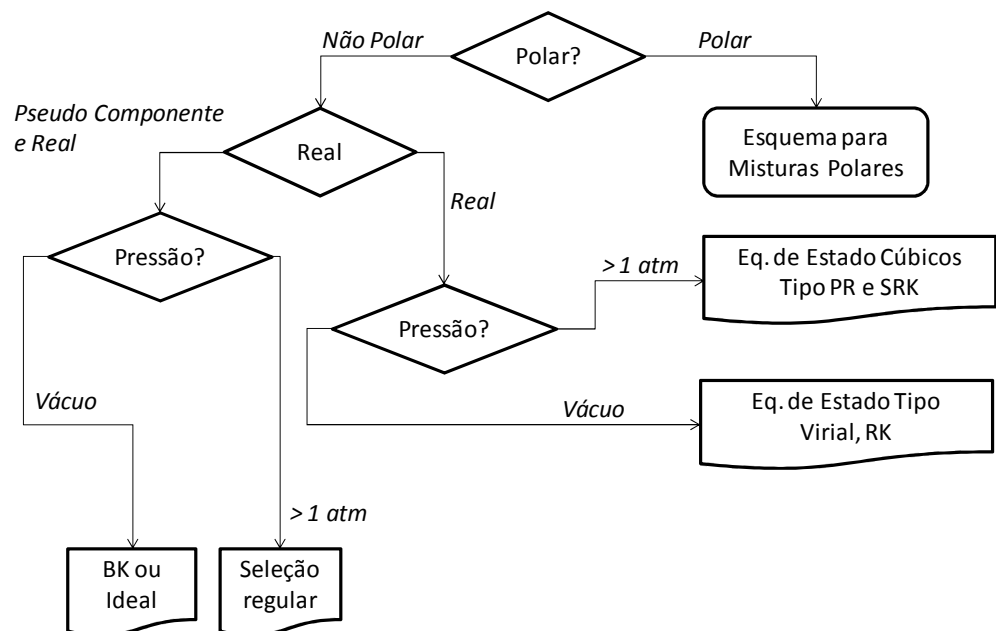 Não Polar
Polar?
Polar
Pseudo Componente
e Real
Real
Esquema para
Misturas Polares
Real
Pressão?
> 1 atm
Eq. de Estado Cúbicos
Tipo PR e SRK
Pressão?
Vácuo
Vácuo
Eq. de Estado Tipo
Virial, RK
> 1 atm
BK ou
Ideal
Seleção
regular